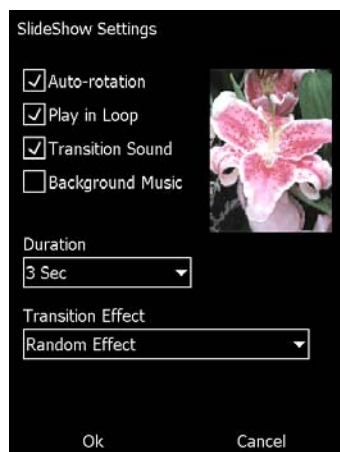 SlideShow Settings
Auto-rotation
Play in Loop
Transition Sound
Background Music
Duration
3 Sec
Transition Effect
Random Effect
Ok Cancel